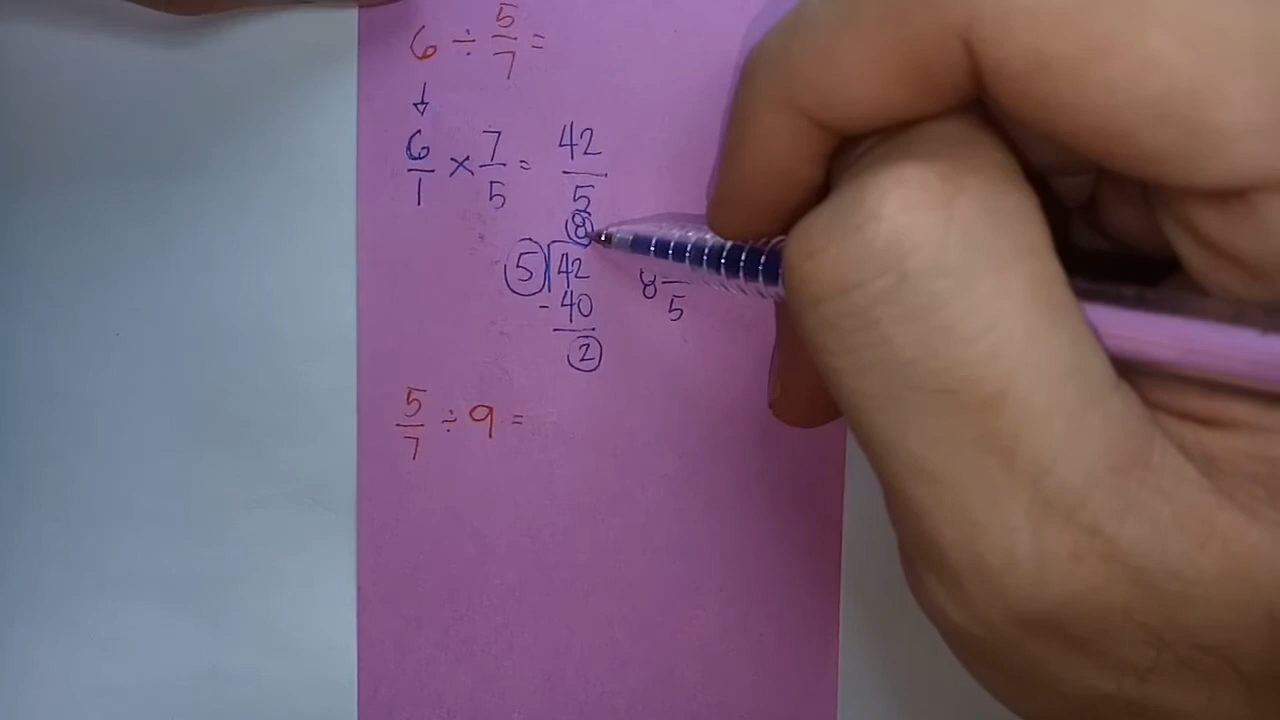 6 ÷ 5/7 =
↓
6/1 × 7/5 = 42/5
8
5 42
- 40
8 /5
2
5/7 ÷ 9 =